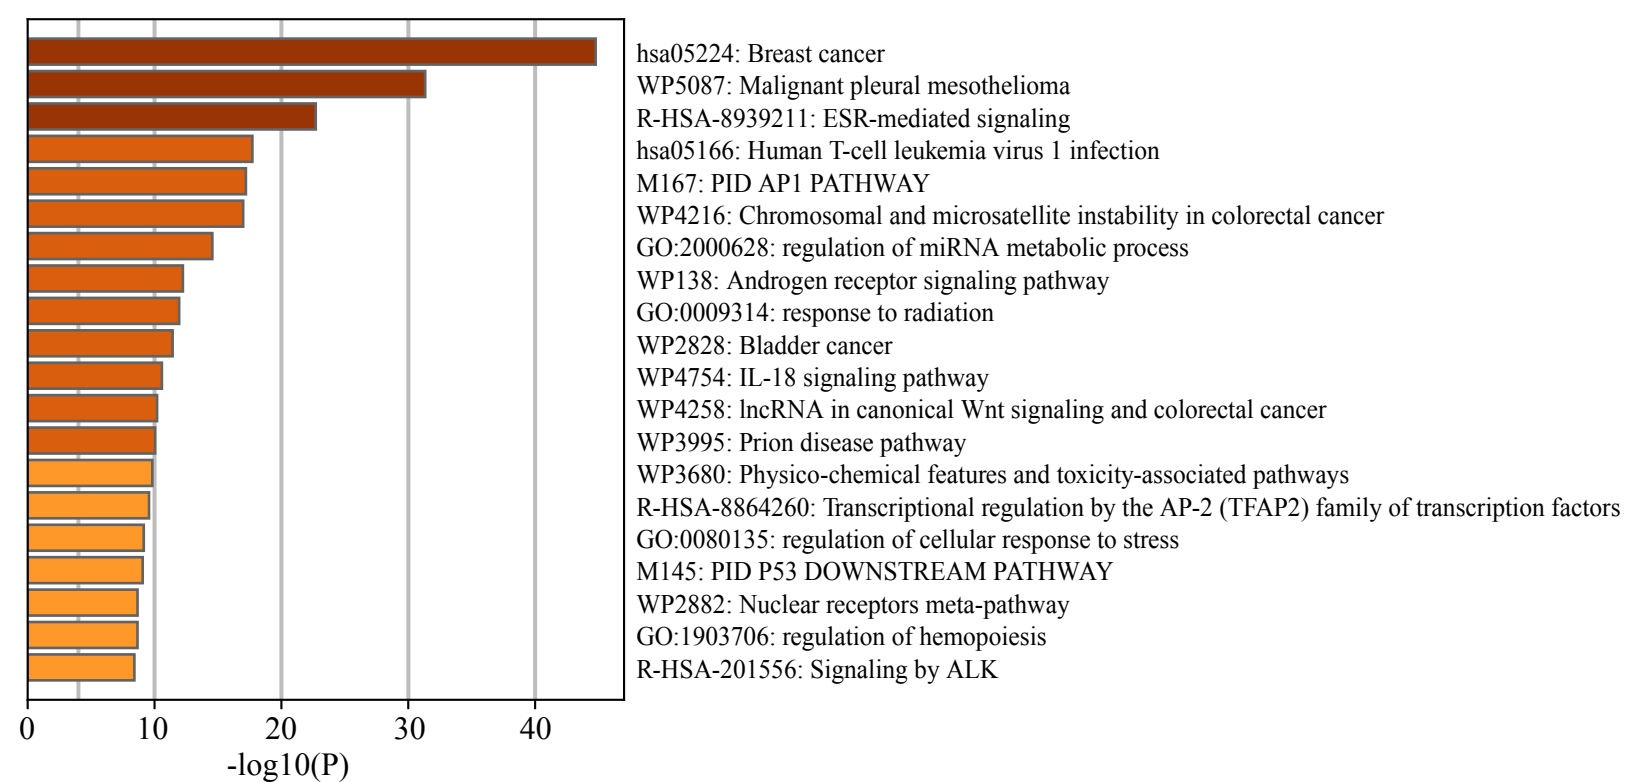 hsa05224: Breast cancer
WP5087: Malignant pleural mesothelioma
R-HSA-8939211: ESR-mediated signaling
hsa05166: Human T-cell leukemia virus 1 infection
M167: PID AP1 PATHWAY
WP4216: Chromosomal and microsatellite instability in colorectal cancer
GO:2000628: regulation of miRNA metabolic process
WP138: Androgen receptor signaling pathway
GO:0009314: response to radiation
WP2828: Bladder cancer
WP4754: IL-18 signaling pathway
WP4258: lncRNA in canonical Wnt signaling and colorectal cancer
WP3995: Prion disease pathway
WP3680: Physico-chemical features and toxicity-associated pathways
R-HSA-8864260: Transcriptional regulation by the AP-2 (TFAP2) family of transcription factors
GO:0080135: regulation of cellular response to stress
M145: PID P53 DOWNSTREAM PATHWAY
WP2882: Nuclear receptors meta-pathway
GO:1903706: regulation of hemopoiesis
R-HSA-201556: Signaling by ALK
0 10 20 30 40
-log10(P)